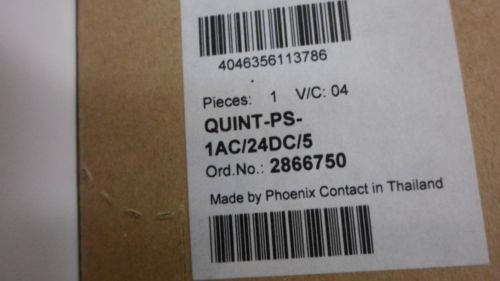 4046356113786
Pieces: 1 V/C: 04
QUINT-PS-
1AC/24DC/5
Ord.No.: 2866750
Made by Phoenix Contact in Thailand